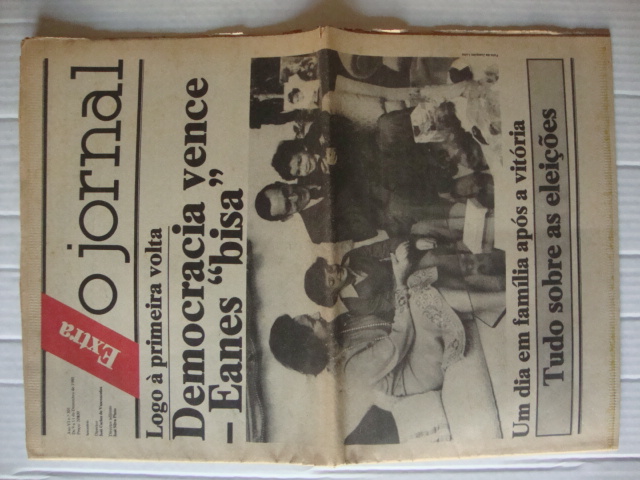 Extra
o jornal
Logo à primeira volta
Democracia vence
– Eanes “bisa”
Um dia em família após a vitória
Tudo sobre as eleições